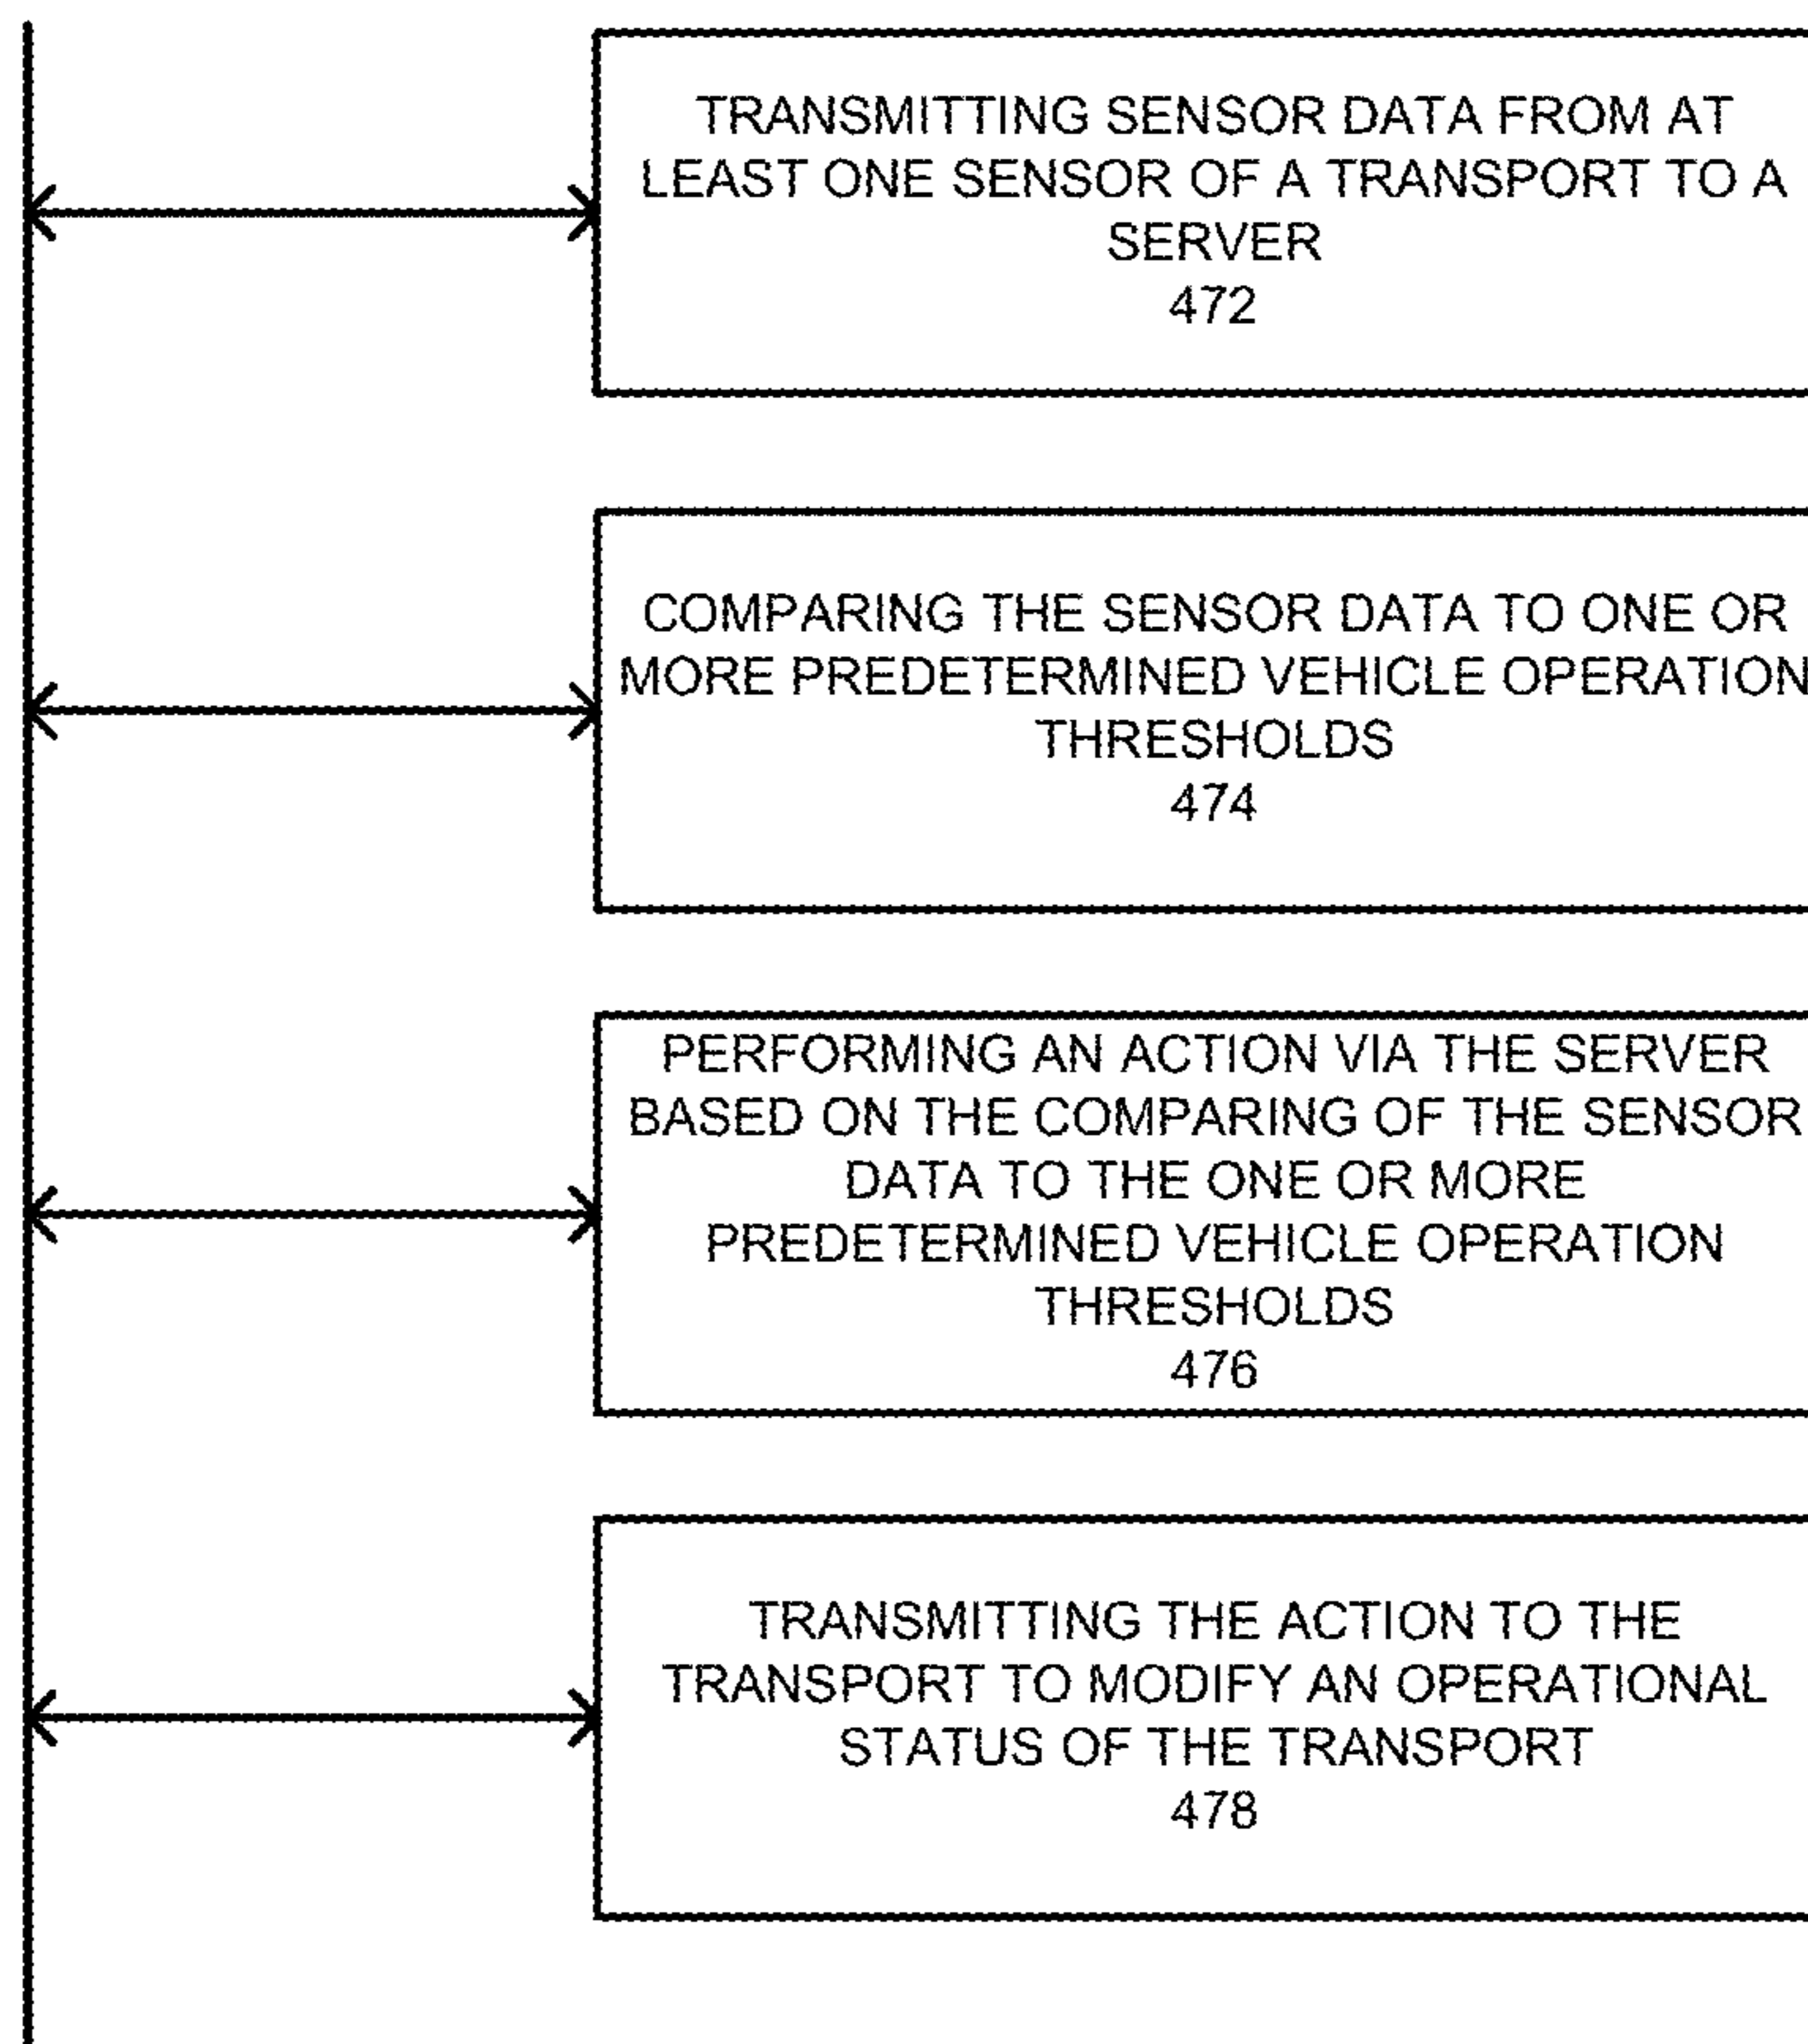 TRANSMITTING SENSOR DATA FROM AT
LEAST ONE SENSOR OF A TRANSPORT TO A
SERVER
472
COMPARING THE SENSOR DATA TO ONE OR
MORE PREDETERMINED VEHICLE OPERATION
THRESHOLDS
474
PERFORMING AN ACTION VIA THE SERVER
BASED ON THE COMPARING OF THE SENSOR
DATA TO THE ONE OR MORE
PREDETERMINED VEHICLE OPERATION
THRESHOLDS
476
TRANSMITTING THE ACTION TO THE
TRANSPORT TO MODIFY AN OPERATIONAL
STATUS OF THE TRANSPORT
478